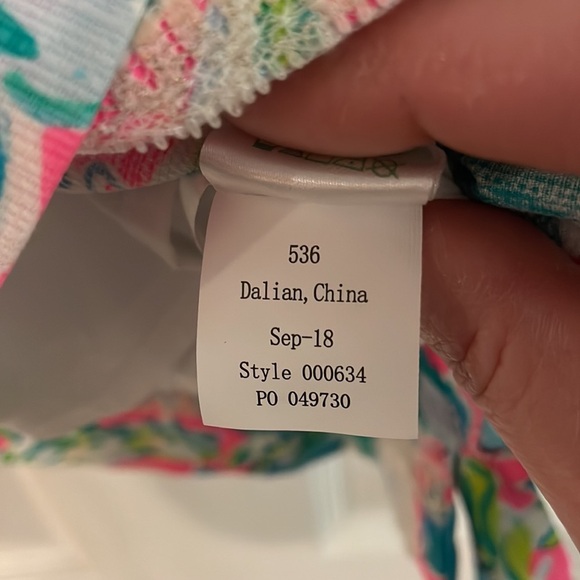 536
Dalian, China
Sep-18
Style 000634
PO 049730